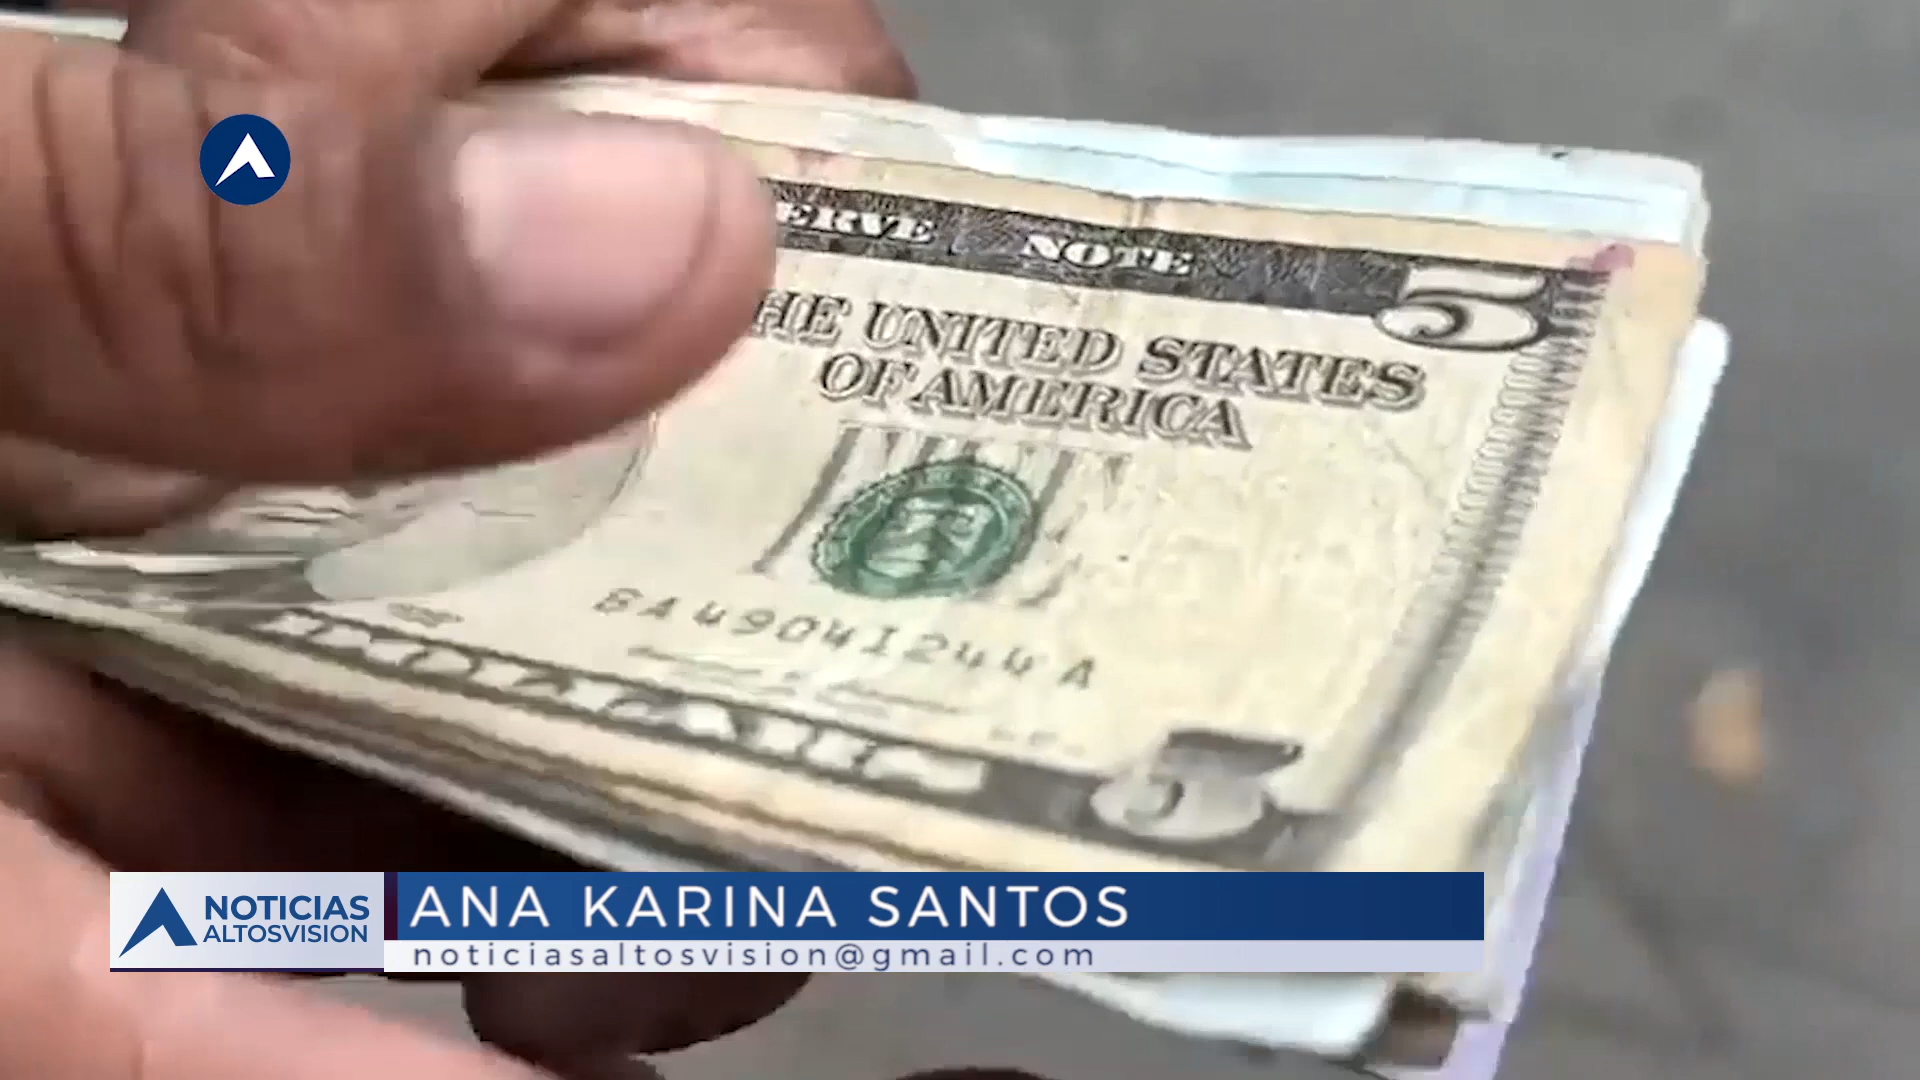 ERVE NOTE 5
HE UNITED STATES
OF AMERICA
5
NOTICIAS
ALTOSVISION
ANA KARINA SANTOS
noticiasaltosvision@gmail.com